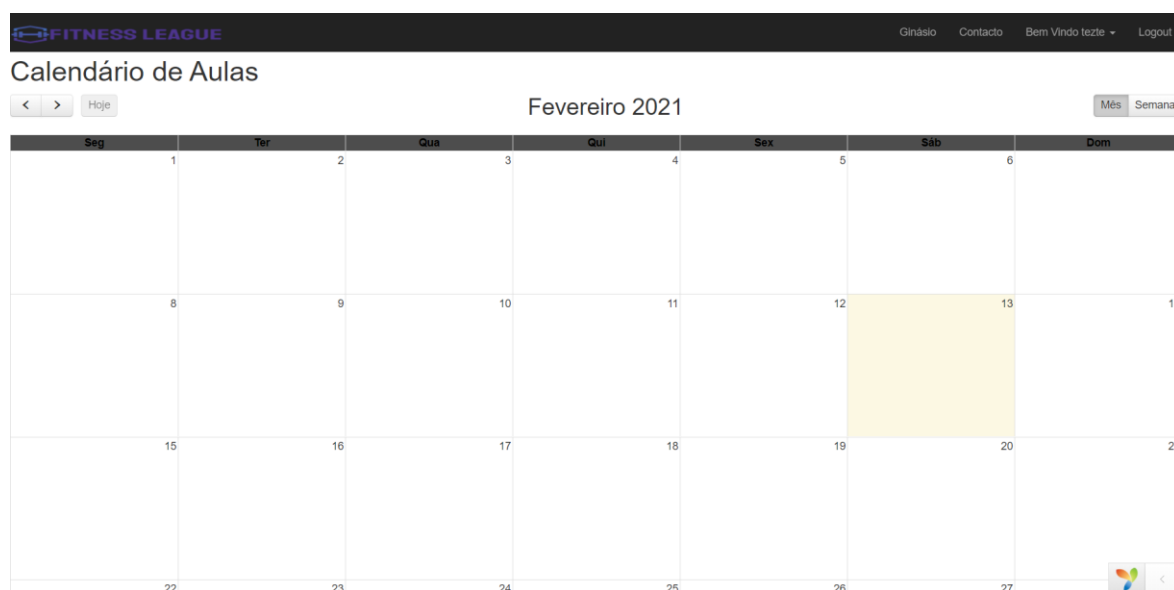 FITNESS LEAGUE Ginásio Contacto Bem Vindo tezte Logout
Calendário de Aulas
Hoje Fevereiro 2021 Mês Semana
Seg Ter Qua Qui Sex Sáb Dom
1 2 3 4 5 6
8 9 10 11 12 13 1
15 16 17 18 19 20 2
22 23 24 25 26 27